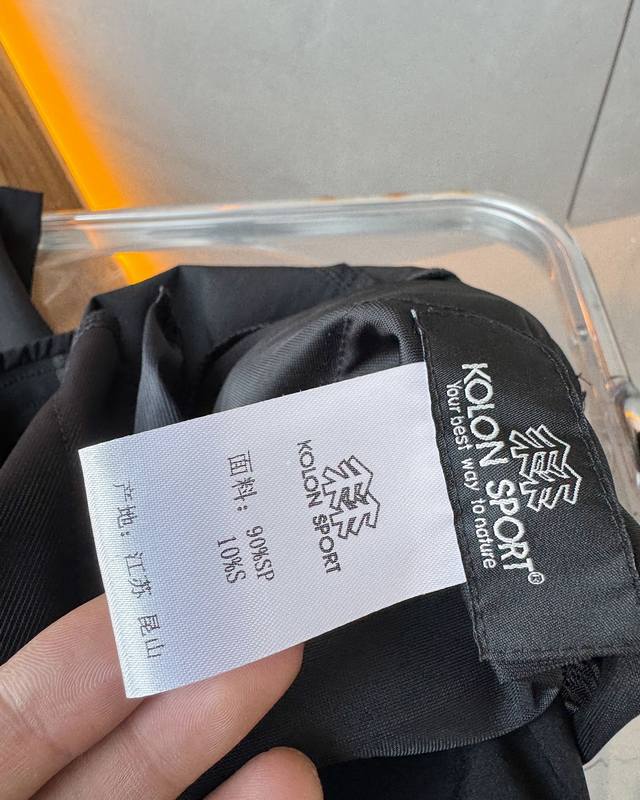 KOLON SPORT®
Your best way to nature
KOLON SPORT
面料: 90%SP
10%S
产地: 江苏 昆山